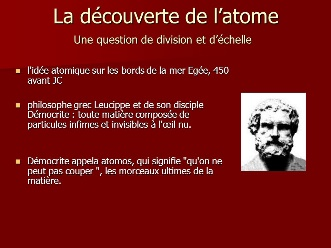 La découverte de l'atome
Une question de division et d'échelle
l'idée atomique sur les bords de la mer Egée, 450
avant JC
philosophe grec Leucippe et de son disciple
Démocrite : toute matière composée de
particules infimes et invisibles à l'œil nu.
Démocrite appela atomos, qui signifie "qu'on ne
peut pas couper ", les morceaux ultimes de la
matière.